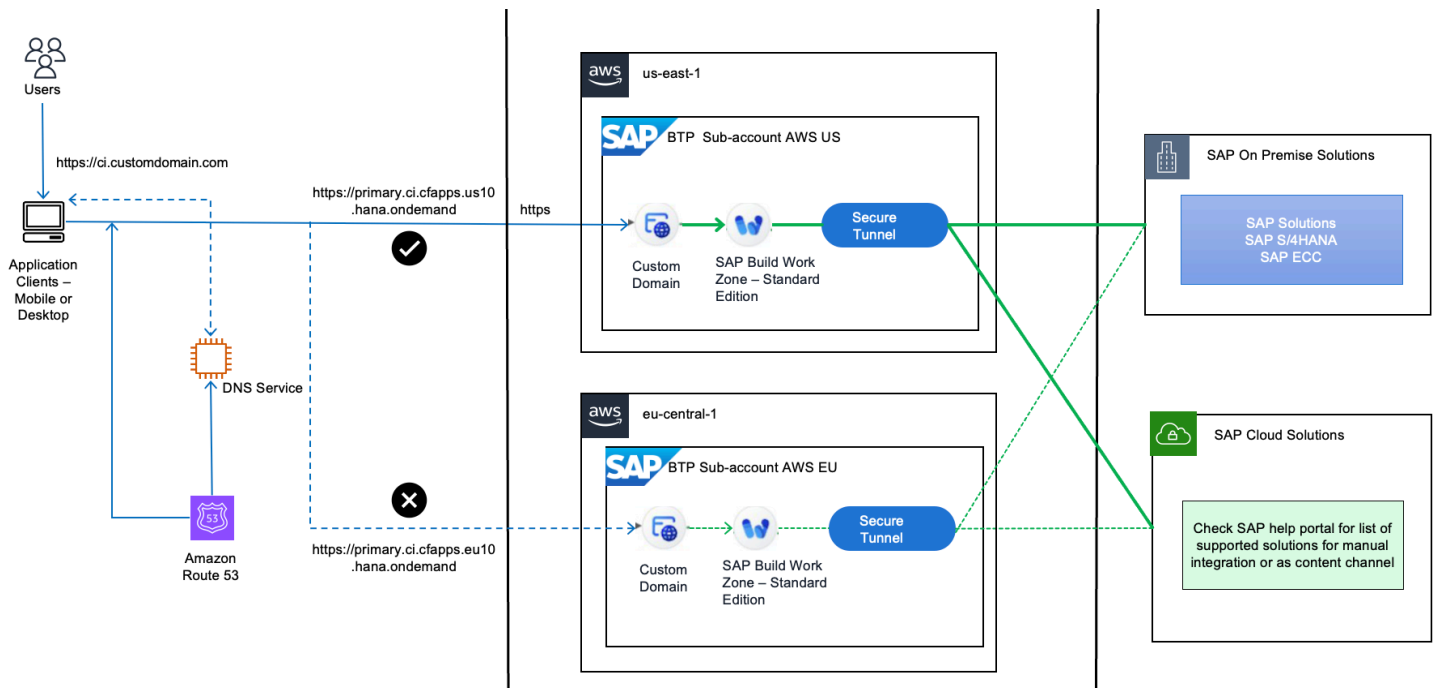 Users
https://ci.customdomain.com
Application
Clients –
Mobile or
Desktop
DNS Service
53
Amazon
Route 53
https://primary.ci.cfapps.us10
.hana.ondemand
https
https://primary.ci.cfapps.eu10
.hana.ondemand
aws
us-east-1
SAP
BTP Sub-account AWS US
Custom
Domain
SAP Build Work
Zone – Standard
Edition
Secure
Tunnel
aws
eu-central-1
SAP
BTP Sub-account AWS EU
Custom
Domain
SAP Build Work
Zone – Standard
Edition
Secure
Tunnel
SAP On Premise Solutions
SAP Solutions
SAP S/4HANA
SAP ECC
SAP Cloud Solutions
Check SAP help portal for list of
supported solutions for manual
integration or as content channel